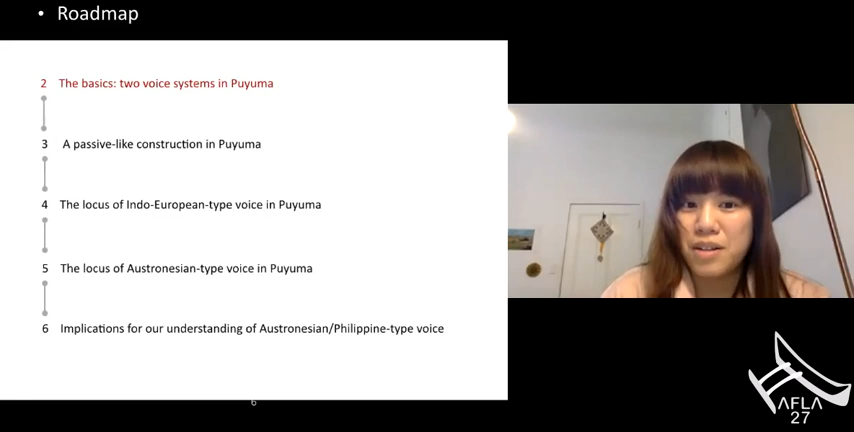 • Roadmap
2 The basics: two voice systems in Puyuma
3 A passive-like construction in Puyuma
4 The locus of Indo-European-type voice in Puyuma
5 The locus of Austronesian-type voice in Puyuma
6 Implications for our understanding of Austronesian/Philippine-type voice
6
AFLA
27